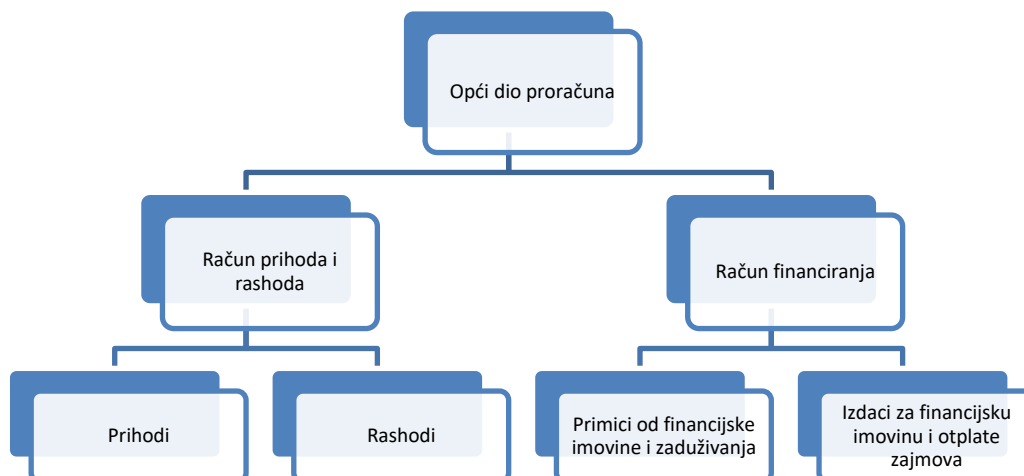 Opći dio proračuna
Račun prihoda i
rashoda
Račun financiranja
Prihodi
Rashodi
Primici od financijske
imovine i zaduživanja
Izdaci za financijsku
imovinu i otplate
zajmova